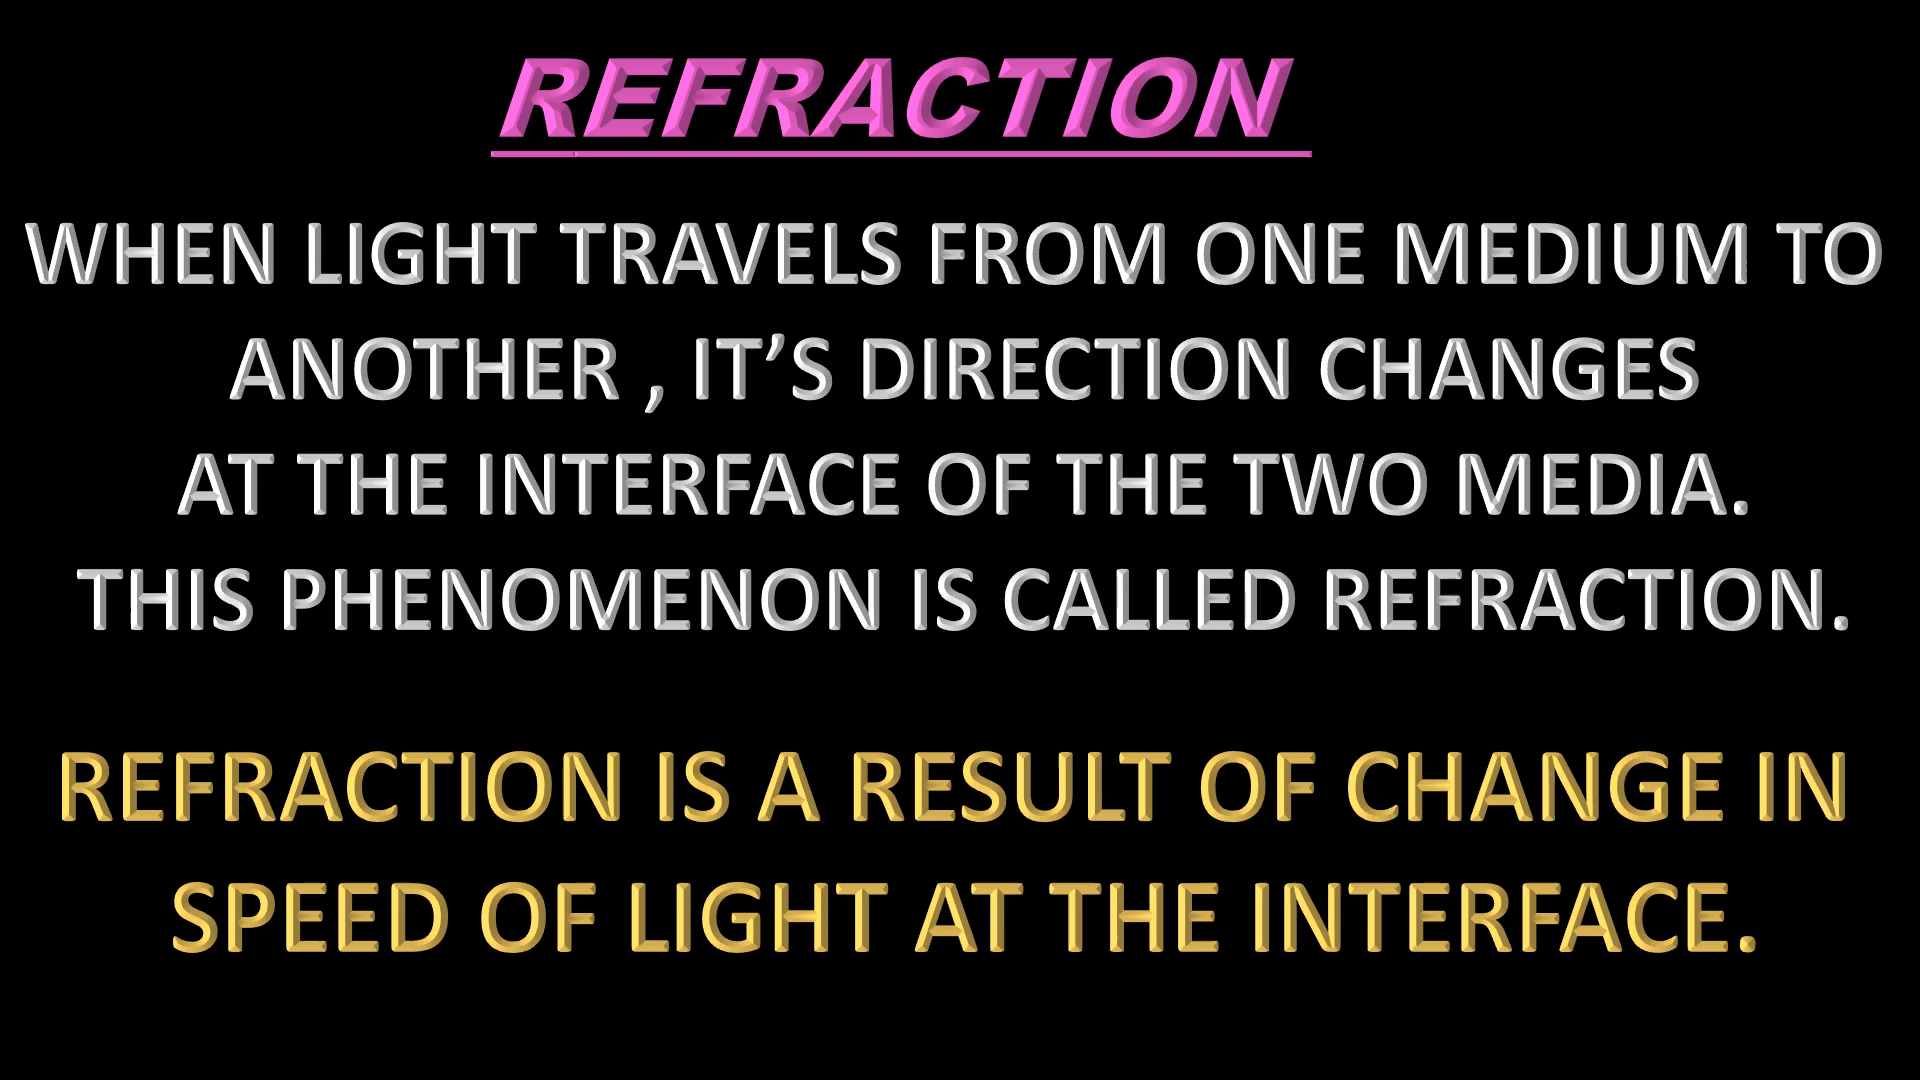 REFRACTION
WHEN LIGHT TRAVELS FROM ONE MEDIUM TO
ANOTHER , IT’S DIRECTION CHANGES
AT THE INTERFACE OF THE TWO MEDIA.
THIS PHENOMENON IS CALLED REFRACTION.
REFRACTION IS A RESULT OF CHANGE IN
SPEED OF LIGHT AT THE INTERFACE.